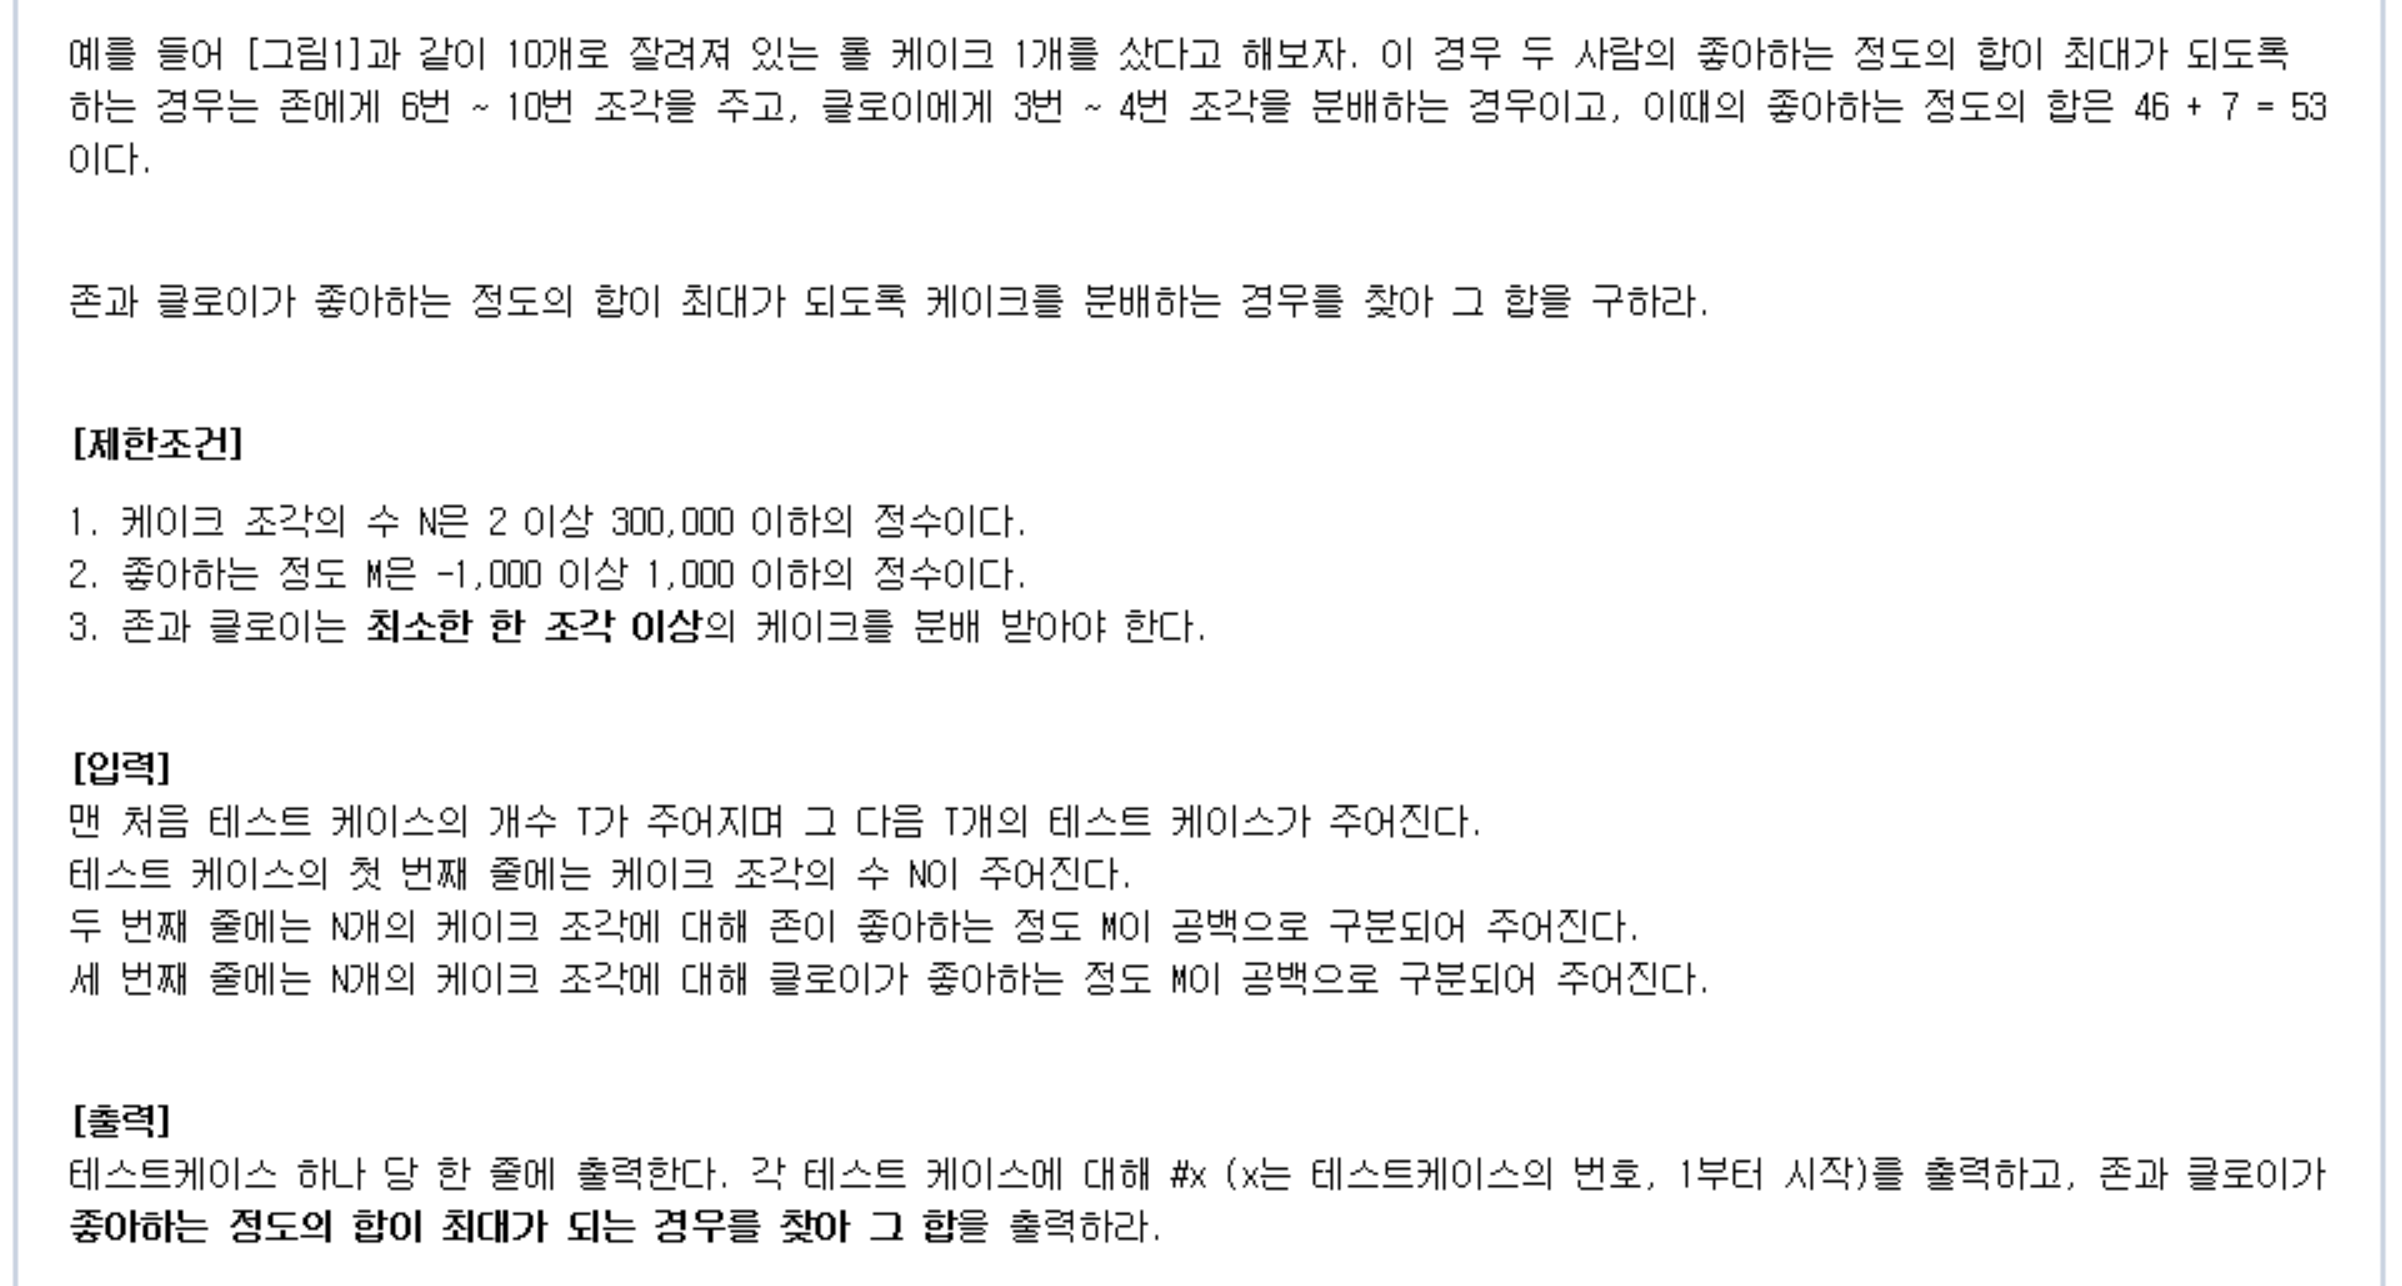 예를 들어 [그림1]과 같이 10개로 잘려져 있는 롤 케이크 1개를 샀다고 해보자. 이 경우 두 사람의 좋아하는 정도의 합이 최대가 되도록
하는 경우는 존에게 6번 ~ 10번 조각을 주고, 클로이에게 3번 ~ 4번 조각을 분배하는 경우이고, 이때의 좋아하는 정도의 합은 46 + 7 = 53
이다.
존과 클로이가 좋아하는 정도의 합이 최대가 되도록 케이크를 분배하는 경우를 찾아 그 합을 구하라.
[제한조건]
1. 케이크 조각의 수 N은 2 이상 300,000 이하의 정수이다.
2. 좋아하는 정도 M은 -1,000 이상 1,000 이하의 정수이다.
3. 존과 클로이는 최소한 한 조각 이상의 케이크를 분배 받아야 한다.
[입력]
맨 처음 테스트 케이스의 개수 T가 주어지며 그 다음 T개의 테스트 케이스가 주어진다.
테스트 케이스의 첫 번째 줄에는 케이크 조각의 수 N이 주어진다.
두 번째 줄에는 N개의 케이크 조각에 대해 존이 좋아하는 정도 M이 공백으로 구분되어 주어진다.
세 번째 줄에는 N개의 케이크 조각에 대해 클로이가 좋아하는 정도 M이 공백으로 구분되어 주어진다.
[출력]
테스트케이스 하나 당 한 줄에 출력한다. 각 테스트 케이스에 대해 #x (x는 테스트케이스의 번호, 1부터 시작)를 출력하고, 존과 클로이가
좋아하는 정도의 합이 최대가 되는 경우를 찾아 그 합을 출력하라.